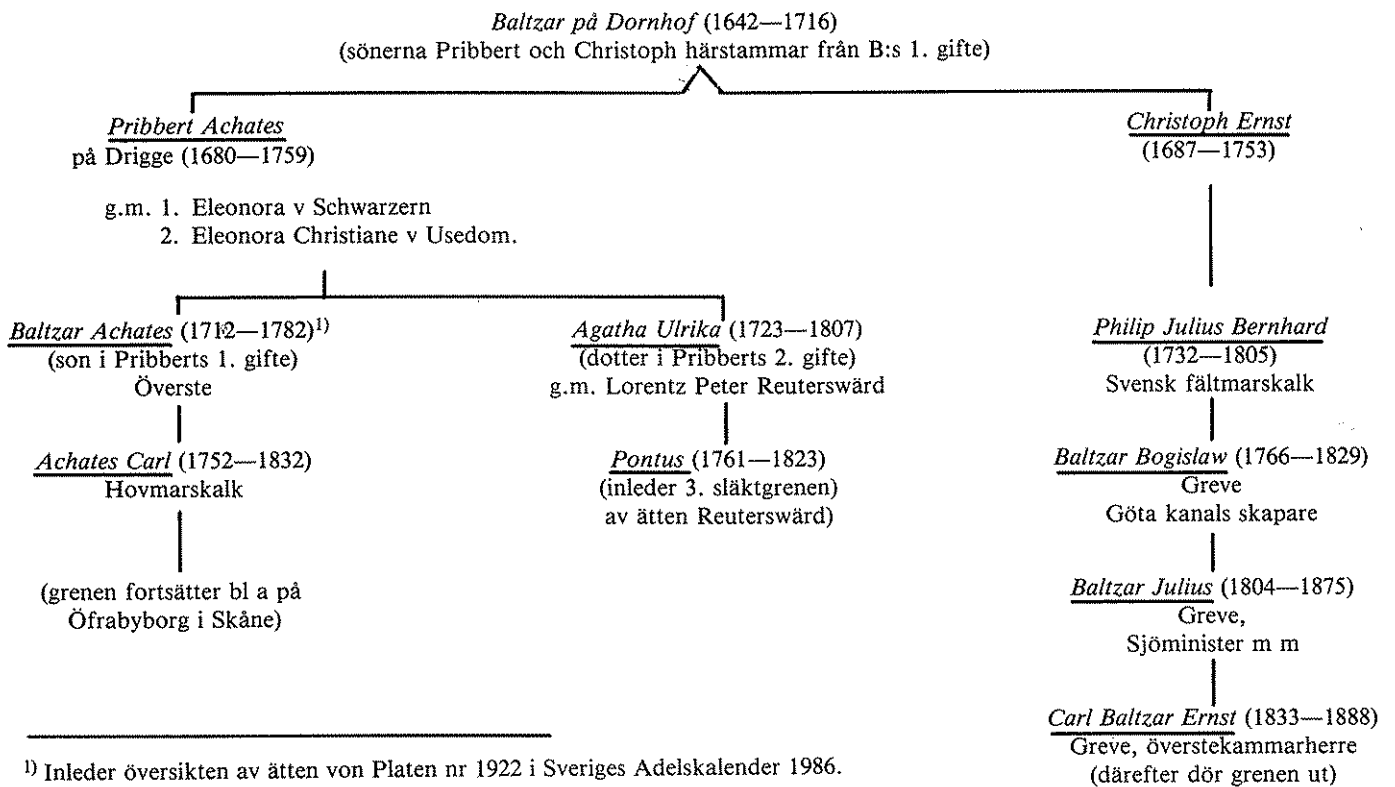 Baltzar på Dornhof (1642—1716)
(sönerna Pribbert och Christoph härstammar från B:s 1. gifte)
Pribbert Achates
på Drigge (1680—1759)
g.m. 1. Eleonora v Schwarzern
2. Eleonora Christiane v Usedom.
Christoph Ernst
(1687—1753)
Baltzar Achates (1712—1782)1)
(son i Pribberts 1. gifte)
Överste
Achates Carl (1752—1832)
Hovmarskalk
(grenen fortsätter bl a på
Öfrabyborg i Skåne)
Agatha Ulrika (1723—1807)
(dotter i Pribberts 2. gifte)
g.m. Lorentz Peter Reuterswärd
Pontus (1761—1823)
(inleder 3. släktgrenen)
av ätten Reuterswärd)
Philip Julius Bernhard
(1732—1805)
Svensk fältmarskalk
Baltzar Bogislaw (1766—1829)
Greve
Göta kanals skapare
Baltzar Julius (1804—1875)
Greve,
Sjöminister m m
Carl Baltzar Ernst (1833—1888)
Greve, överstekammarherre
(därefter dör grenen ut)
1) Inleder översikten av ätten von Platen nr 1922 i Sveriges Adelskalender 1986.